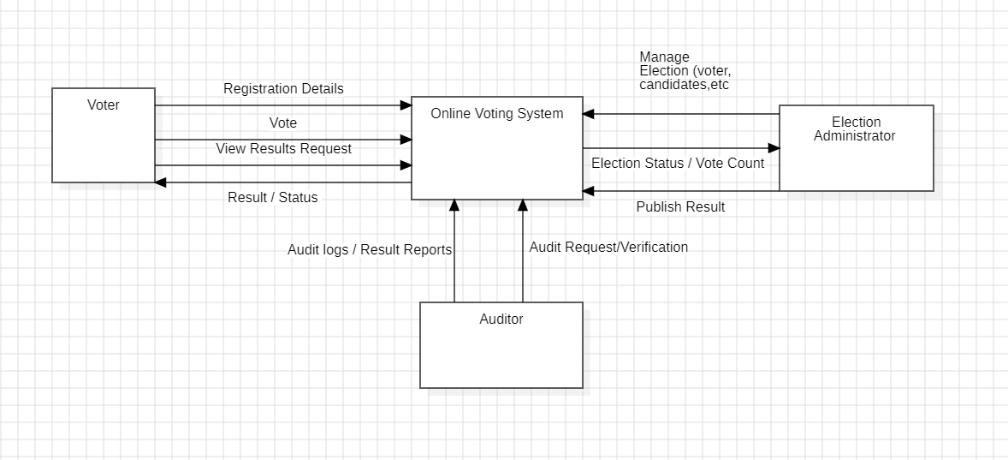 Manage
Election (voter,
candidates,etc
Registration Details
Voter
Online Voting System
Election
Administrator
Vote
View Results Request
Election Status / Vote Count
Result / Status
Publish Result
Audit logs / Result Reports
Audit Request/Verification
Auditor